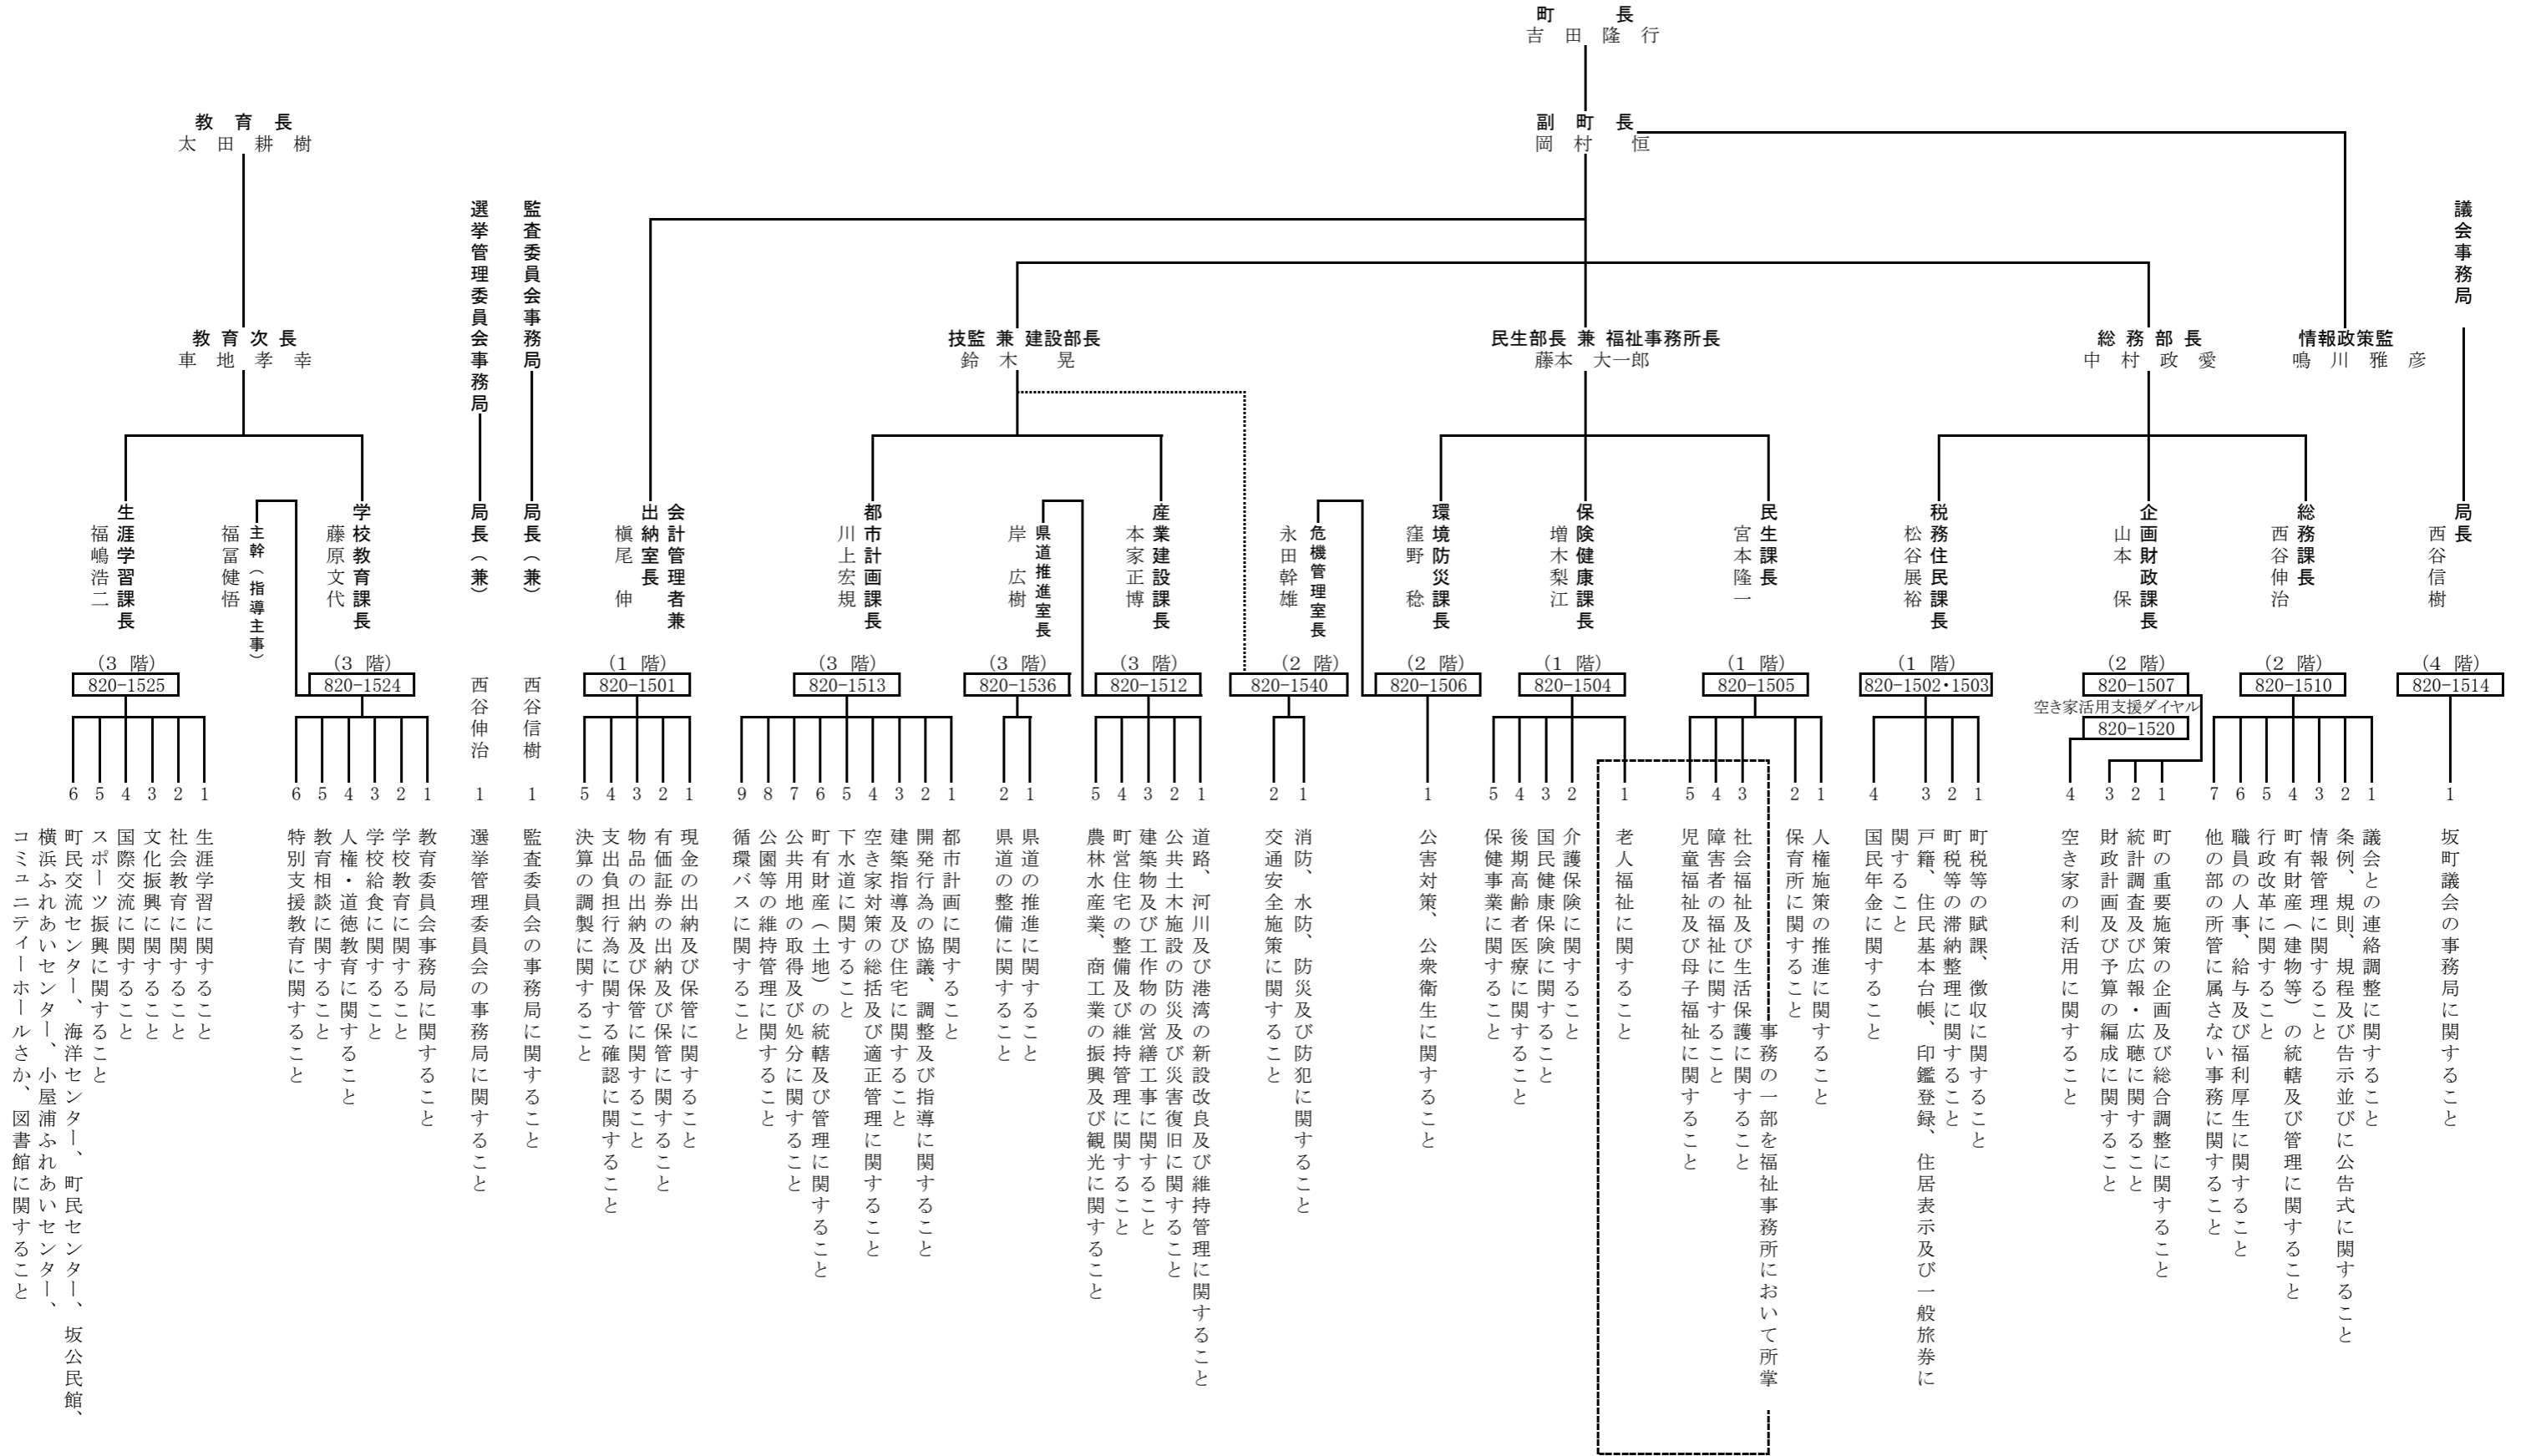 町　長
吉田隆行
副町長
岡村　恒
教育長
太田耕樹
議会事務局
監査委員会事務局
選挙管理委員会事務局
情報政策監
鳴川雅彦
総務部長
中村政愛
民生部長 兼 福祉事務所長
藤本　大一郎
技監 兼 建設部長
鈴木　晃
教育次長
車地孝幸
局長
西谷信樹
(4 階)
820-1514
1 坂町議会の事務局に関すること
総務課長
西谷伸治
(2 階)
820-1510
1 議会との連絡調整に関すること
2 条例、規則、規程及び告示並びに公告式に関すること
3 情報管理に関すること
4 町有財産（建物等）の統轄及び管理に関すること
5 行政改革に関すること
6 職員の人事、給与及び福利厚生に関すること
7 他の部の所管に属さない事務に関すること
企画財政課長
山本　保
(2 階)
820-1507
空き家活用支援ダイヤル
820-1520
1 町の重要施策の企画及び総合調整に関すること
2 統計調査及び広報・広聴に関すること
3 財政計画及び予算の編成に関すること
4 空き家の利活用に関すること
税務住民課長
松谷展裕
(1 階)
820-1502・1503
1 町税等の賦課、徴収に関すること
2 町税等の滞納整理に関すること
3 戸籍、住民基本台帳、印鑑登録、住居表示及び一般旅券に
関すること
4 国民年金に関すること
民生課長
宮本隆一
(1 階)
820-1505
1 人権施策の推進に関すること
2 保育所に関すること
事務の一部を福祉事務所において所掌
3 社会福祉及び生活保護に関すること
4 障害者の福祉に関すること
5 児童福祉及び母子福祉に関すること
保険健康課長
増木梨江
(1 階)
820-1504
1 老人福祉に関すること
2 介護保険に関すること
3 国民健康保険に関すること
4 後期高齢者医療に関すること
5 保健事業に関すること
環境防災課長
窪野　稔
(2 階)
820-1506
1 公害対策、公衆衛生に関すること
危機管理室長
永田幹雄
(2 階)
820-1540
1 消防、水防、防災及び防犯に関すること
2 交通安全施策に関すること
産業建設課長
本家正博
(3 階)
820-1512
1 道路、河川及び港湾の新設改良及び維持管理に関すること
2 公共土木施設の防災及び災害復旧に関すること
3 建築物及び工作物の営繕工事に関すること
4 町営住宅の整備及び維持管理に関すること
5 農林水産業、商工業の振興及び観光に関すること
県道推進室長
岸　広樹
(3 階)
820-1536
1 県道の推進に関すること
2 県道の整備に関すること
都市計画課長
川上宏規
(3 階)
820-1513
1 都市計画に関すること
2 開発行為の協議、調整及び指導に関すること
3 建築指導及び住宅に関すること
4 空き家対策の総括及び適正管理に関すること
5 下水道に関すること
6 町有財産（土地）の統轄及び管理に関すること
7 公共用地の取得及び処分に関すること
8 公園等の維持管理に関すること
9 循環バスに関すること
会計管理者兼
出納室長
槇尾　伸
(1 階)
820-1501
1 現金の出納及び保管に関すること
2 有価証券の出納及び保管に関すること
3 物品の出納及び保管に関すること
4 支出負担行為に関する確認に関すること
5 決算の調製に関すること
局長（兼）
西谷信樹
1 監査委員会の事務局に関すること
局長（兼）
西谷伸治
1 選挙管理委員会の事務局に関すること
学校教育課長
藤原文代
(3 階)
820-1524
1 教育委員会事務局に関すること
2 学校教育に関すること
3 学校給食に関すること
4 人権・道徳教育に関すること
5 教育相談に関すること
6 特別支援教育に関すること
主幹（指導主事）
福冨健悟
生涯学習課長
福嶋浩二
(3 階)
820-1525
1 生涯学習に関すること
2 社会教育に関すること
3 文化振興に関すること
4 国際交流に関すること
5 スポーツ振興に関すること
6 町民交流センター、海洋センター、町民センター、坂公民館、
横浜ふれあいセンター、小屋浦ふれあいセンター、
コミュニティーホールさか、図書館に関すること